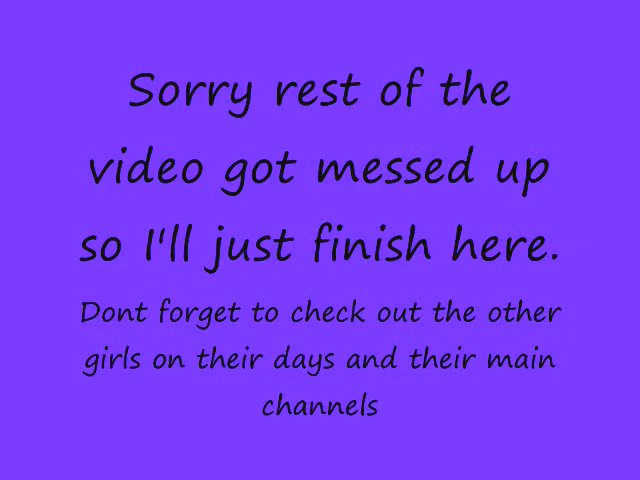 Sorry rest of the
video got messed up
so I'll just finish here.
Dont forget to check out the other
girls on their days and their main
channels